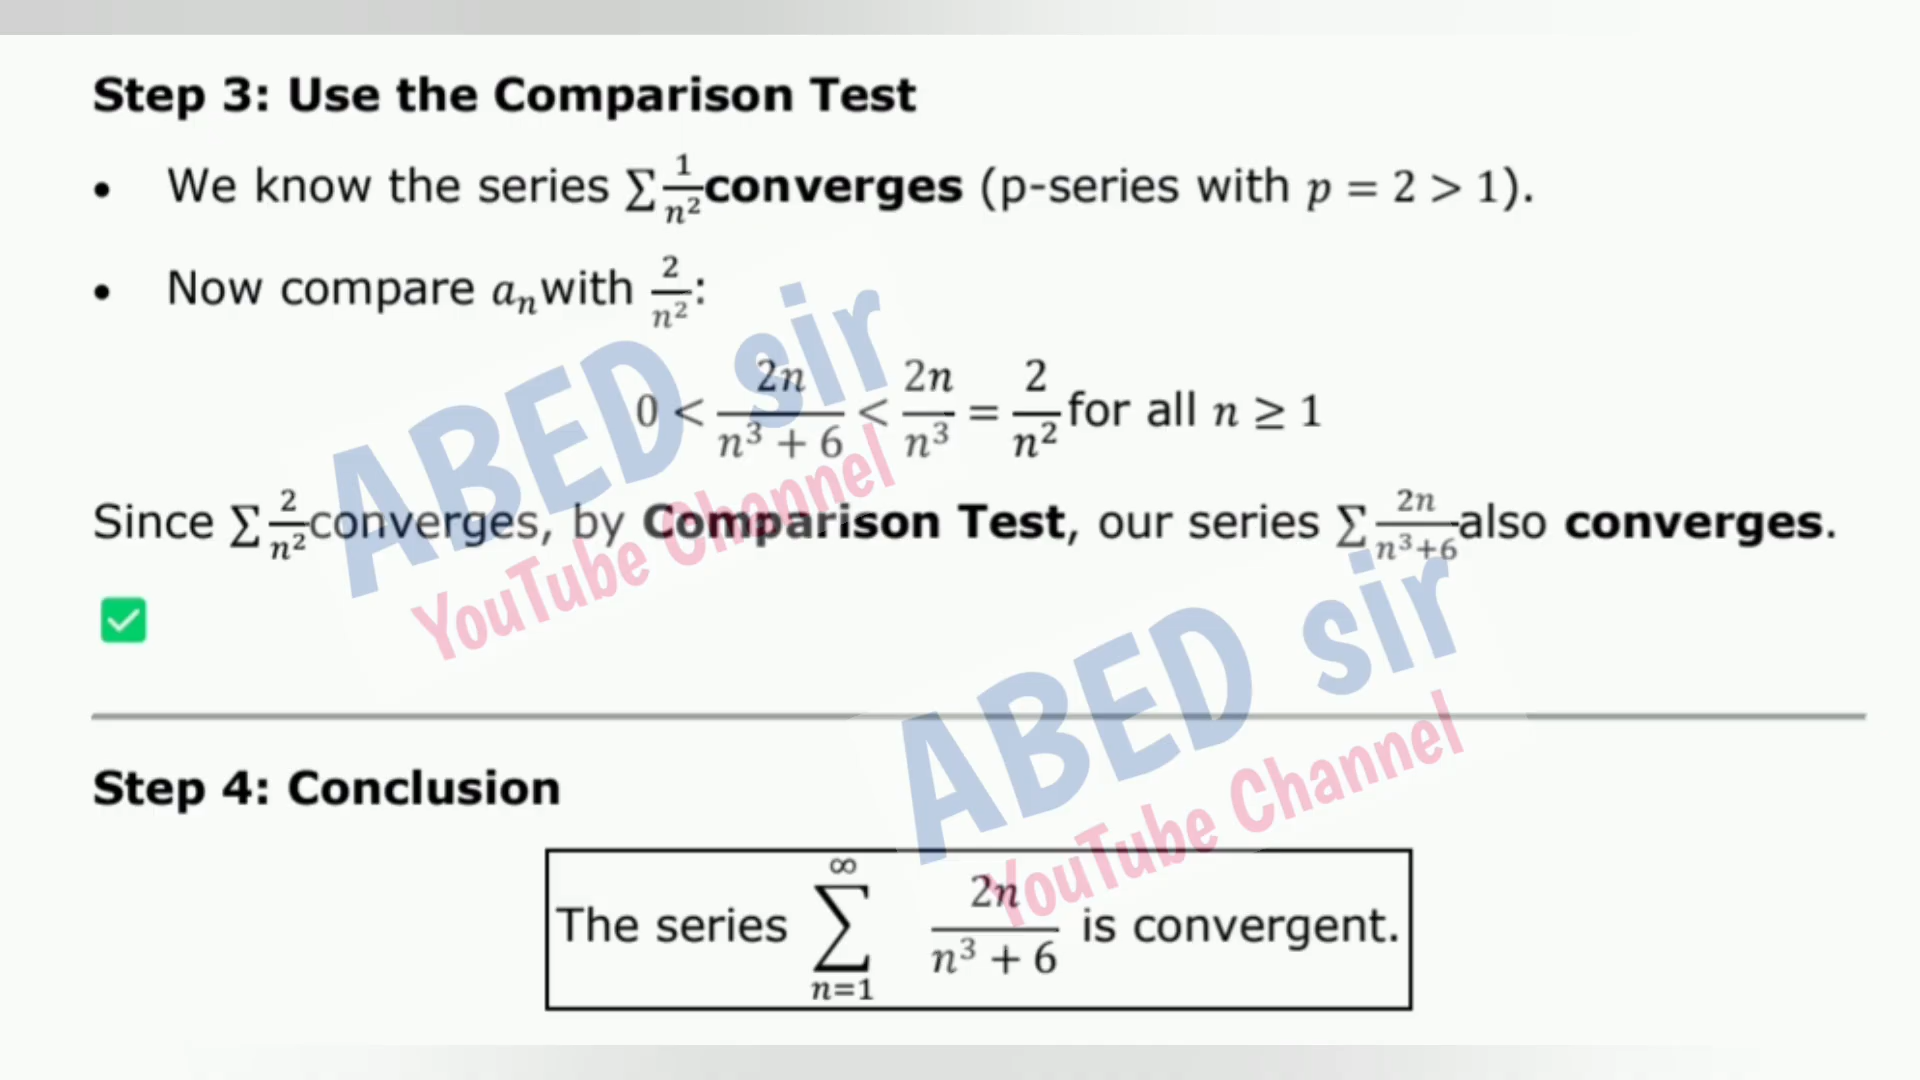 Step 3: Use the Comparison Test
• We know the series ∑ 1/n² converges (p-series with p = 2 > 1).
• Now compare aₙ with 2/n²:
0 < 2n/(n³ + 6) < 2n/n³ = 2/n² for all n ≥ 1
Since ∑ 2/n² converges, by Comparison Test, our series ∑ 2n/(n³+6) also converges.
✅
ABED sir
YouTube Channel
ABED sir
YouTube Channel
Step 4: Conclusion
The series ∑_{n=1}^{∞} 2n/(n³ + 6) is convergent.